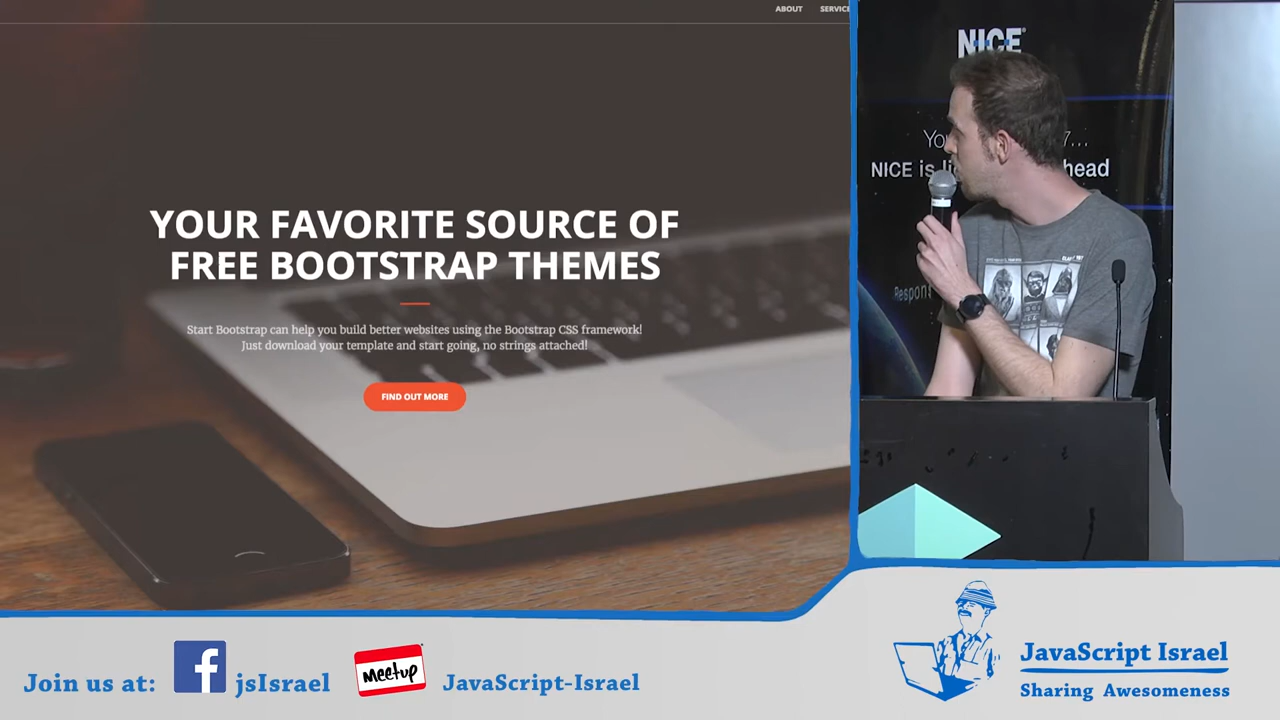 ABOUT
YOUR FAVORITE SOURCE OF
FREE BOOTSTRAP THEMES
Start Bootstrap can help you build better websites using the Bootstrap CSS framework!
Just download your template and start going, no strings attached!
FIND OUT MORE
NICE
NICE is
Join us at:
jsIsrael
meetup
JavaScript-Israel
JavaScript Israel
Sharing Awesomeness